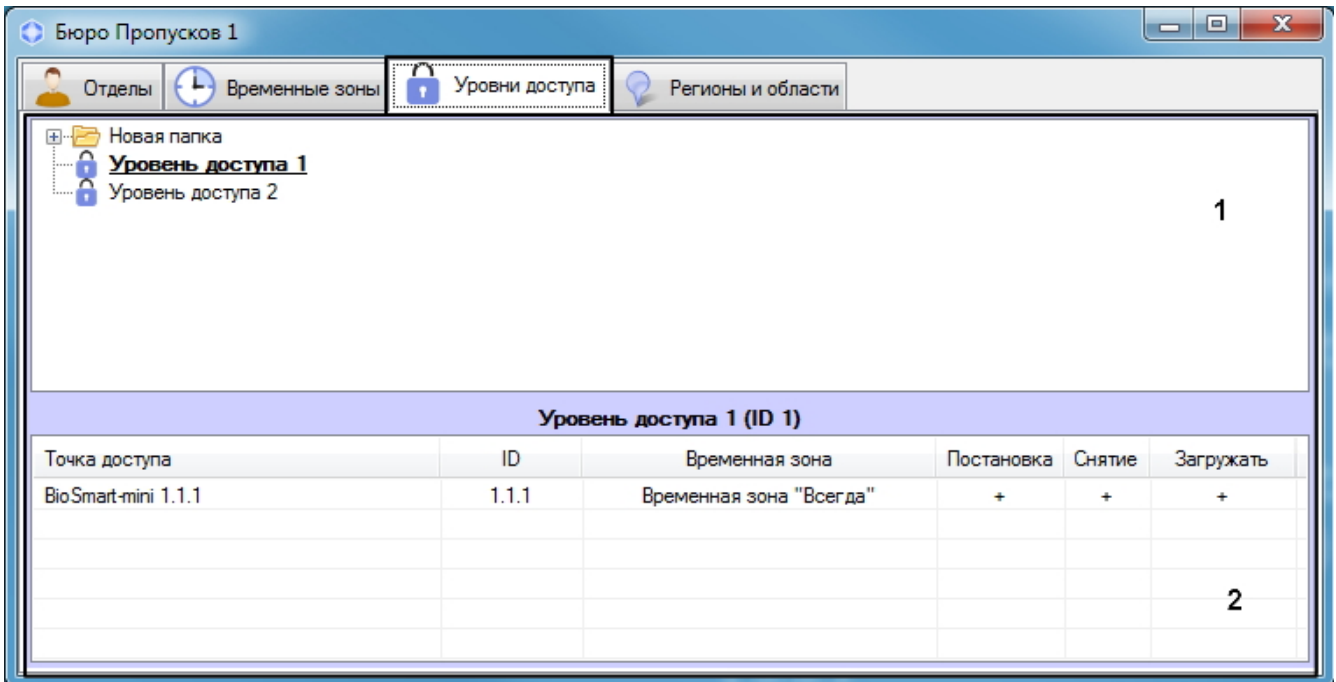 Бюро Пропусков 1
Отделы Временные зоны Уровни доступа Регионы и области
Новая папка
Уровень доступа 1
Уровень доступа 2
1
Уровень доступа 1 (ID 1)
Точка доступа ID Временная зона Постановка Снятие Загружать
BioSmart-mini 1.1.1 1.1.1 Временная зона "Всегда" + + +
2